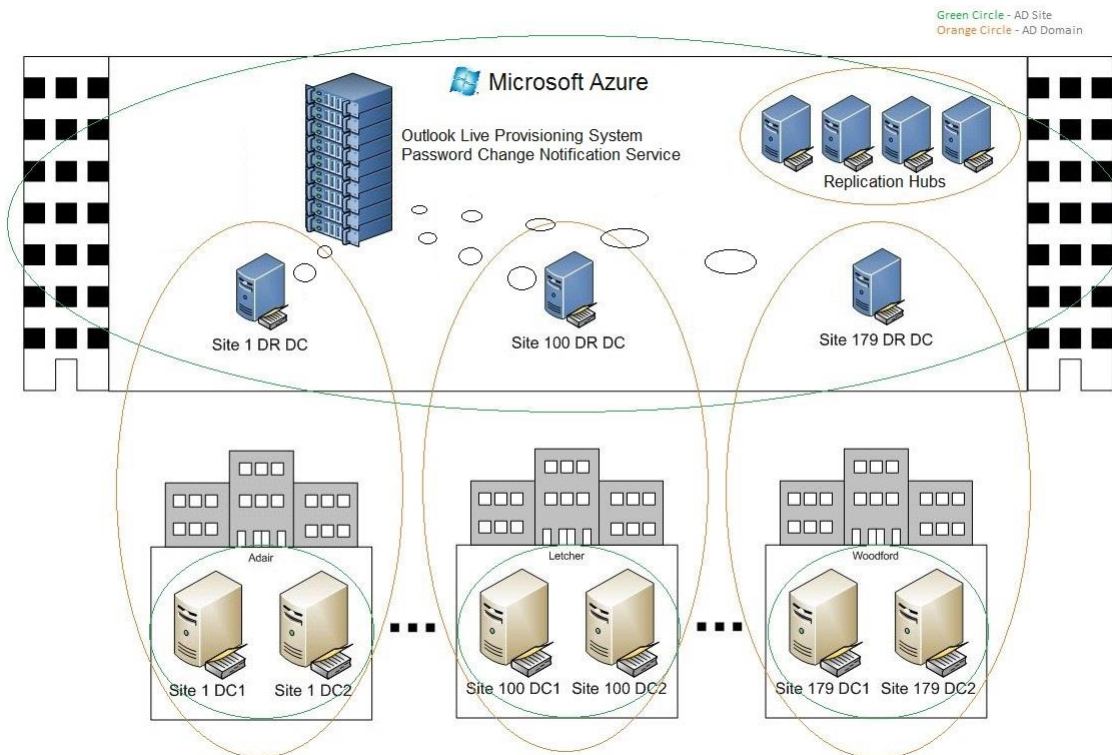 Green Circle - AD Site
Orange Circle - AD Domain
Microsoft Azure
Outlook Live Provisioning System
Password Change Notification Service
Replication Hubs
Site 1 DR DC
Site 100 DR DC
Site 179 DR DC
Adair
Letcher
Woodford
Site 1 DC1
Site 1 DC2
Site 100 DC1
Site 100 DC2
Site 179 DC1
Site 179 DC2